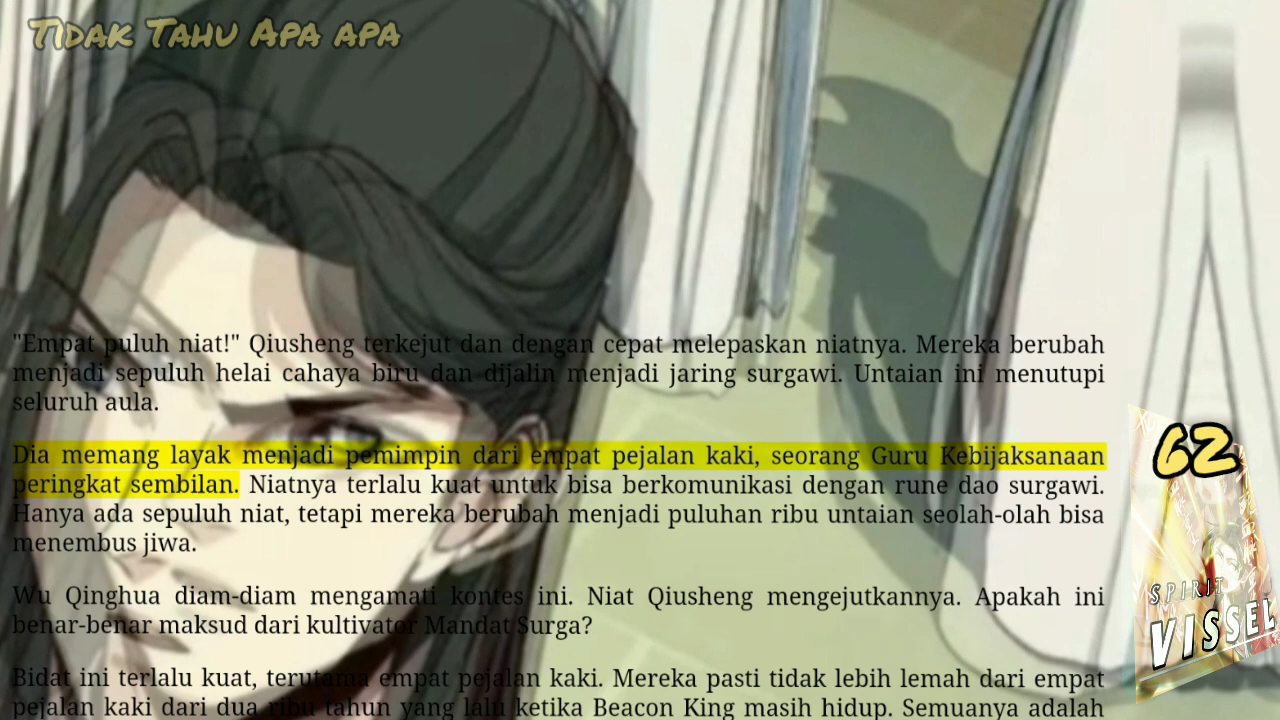 Tidak Tahu Apa apa
"Empat puluh niat!" Qiusheng terkejut dan dengan cepat melepaskan niatnya. Mereka berubah
menjadi sepuluh helai cahaya biru dan dijalin menjadi jaring surgawi. Untaian ini menutupi
seluruh aula.
Dia memang layak menjadi pemimpin dari empat pejalan kaki, seorang Guru Kebijaksanaan
peringkat sembilan. Niatnya terlalu kuat untuk bisa berkomunikasi dengan rune dao surgawi.
Hanya ada sepuluh niat, tetapi mereka berubah menjadi puluhan ribu untaian seolah-olah bisa
menembus jiwa.
Wu Qinghua diam-diam mengamati kontes ini. Niat Qiusheng mengejutkannya. Apakah ini
benar-benar maksud dari kultivator Mandat Surga?
Bidat ini terlalu kuat, terutama empat pejalan kaki. Mereka pasti tidak lebih lemah dari empat
pejalan kaki dari dua ribu tahun yang lalu ketika Beacon King masih hidup. Semuanya adalah
62
SPIRIT
VISSEL